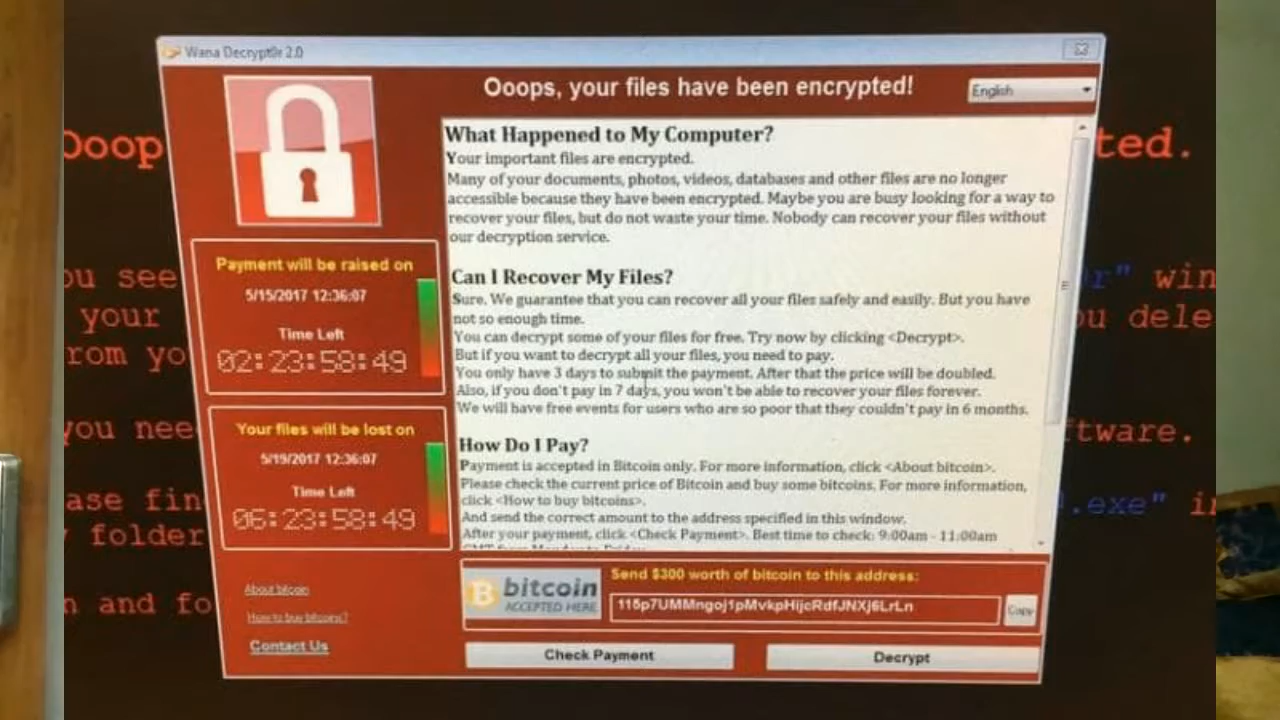 Wana Decrypt0r 2.0
Ooops, your files have been encrypted!
English
What Happened to My Computer?
Your important files are encrypted.
Many of your documents, photos, videos, databases and other files are no longer
accessible because they have been encrypted. Maybe you are busy looking for a way to
recover your files, but do not waste your time. Nobody can recover your files without
our decryption service.
Can I Recover My Files?
Sure. We guarantee that you can recover all your files safely and easily. But you have
not so enough time.
You can decrypt some of your files for free. Try now by clicking <Decrypt>.
But if you want to decrypt all your files, you need to pay.
You only have 3 days to submit the payment. After that the price will be doubled.
Also, if you don't pay in 7 days, you won't be able to recover your files forever.
We will have free events for users who are so poor that they couldn't pay in 6 months.
How Do I Pay?
Payment is accepted in Bitcoin only. For more information, click <About bitcoin>.
Please check the current price of Bitcoin and buy some bitcoins. For more information,
click <How to buy bitcoins>.
And send the correct amount to the address specified in this window.
After your payment, click <Check Payment>. Best time to check: 9:00am - 11:00am
Payment will be raised on
5/15/2017 12:36:07
Time Left
02:23:58:49
Your files will be lost on
5/19/2017 12:36:07
Time Left
06:23:58:49
About bitcoin
How to buy bitcoins?
Contact Us
bitcoin
ACCEPTED HERE
Send $300 worth of bitcoin to this address:
115p7UMMngoj1pMvkpHijcRdfJNXj6LrLn
Copy
Check Payment
Decrypt
Ooop
ted.
ou see
win
your
ou dele
rom yo
you nee
ftware.
ase fin
.exe" i
folder
n and fo